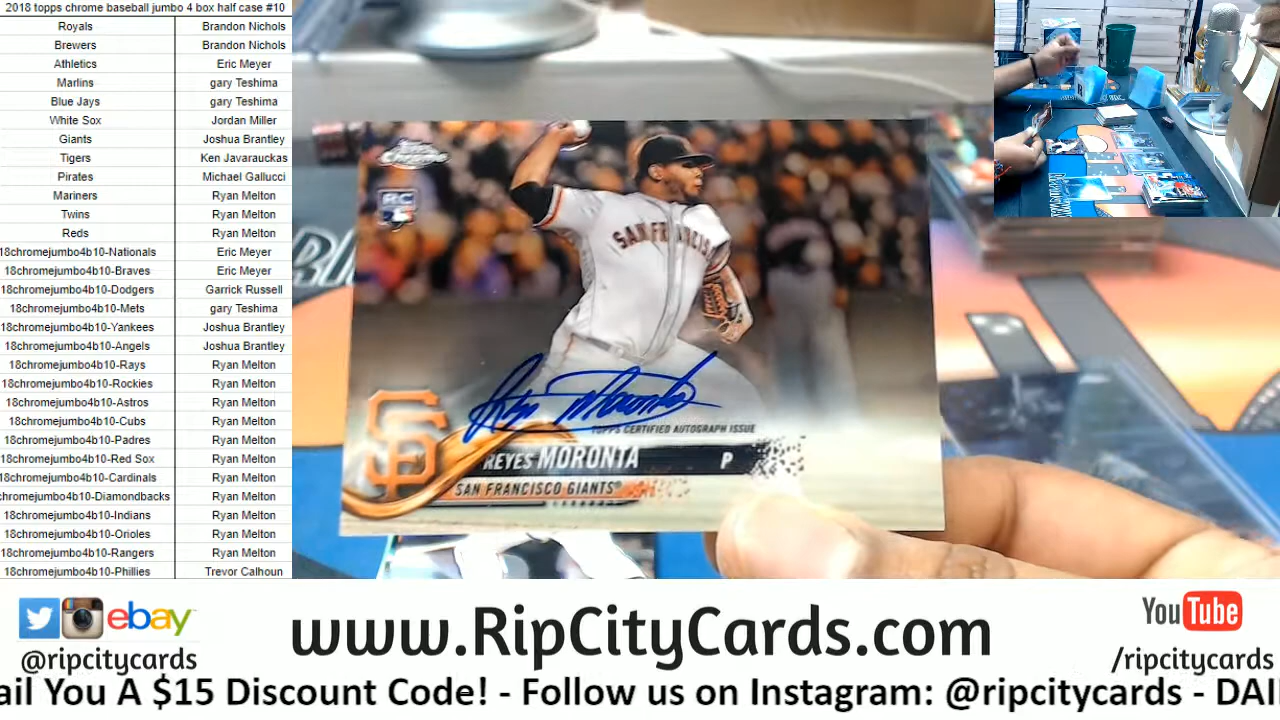 2018 topps chrome baseball jumbo 4 box half case #10
Royals Brandon Nichols
Brewers Brandon Nichols
Athletics Eric Meyer
Marlins gary Teshima
Blue Jays gary Teshima
White Sox Jordan Miller
Giants Joshua Brantley
Tigers Ken Javarauckas
Pirates Michael Gallucci
Mariners Ryan Melton
Twins Ryan Melton
Reds Ryan Melton
18chromejumbo4b10-Nationals Eric Meyer
18chromejumbo4b10-Braves Eric Meyer
18chromejumbo4b10-Dodgers Garrick Russell
18chromejumbo4b10-Mets gary Teshima
18chromejumbo4b10-Yankees Joshua Brantley
18chromejumbo4b10-Angels Joshua Brantley
18chromejumbo4b10-Rays Ryan Melton
18chromejumbo4b10-Rockies Ryan Melton
18chromejumbo4b10-Astros Ryan Melton
18chromejumbo4b10-Cubs Ryan Melton
18chromejumbo4b10-Padres Ryan Melton
18chromejumbo4b10-Red Sox Ryan Melton
18chromejumbo4b10-Cardinals Ryan Melton
chromejumbo4b10-Diamondbacks Ryan Melton
18chromejumbo4b10-Indians Ryan Melton
18chromejumbo4b10-Orioles Ryan Melton
18chromejumbo4b10-Rangers Ryan Melton
18chromejumbo4b10-Phillies Trevor Calhoun
RC
SAN FRANCISCO
Reyes Moronta
TOPPS CERTIFIED AUTOGRAPH ISSUE
REYES MORONTA P
SF
SAN FRANCISCO GIANTS®
ebay
@ripcitycards
www.RipCityCards.com
YouTube
/ripcitycards
ail You A $15 Discount Code! - Follow us on Instagram: @ripcitycards - DAI